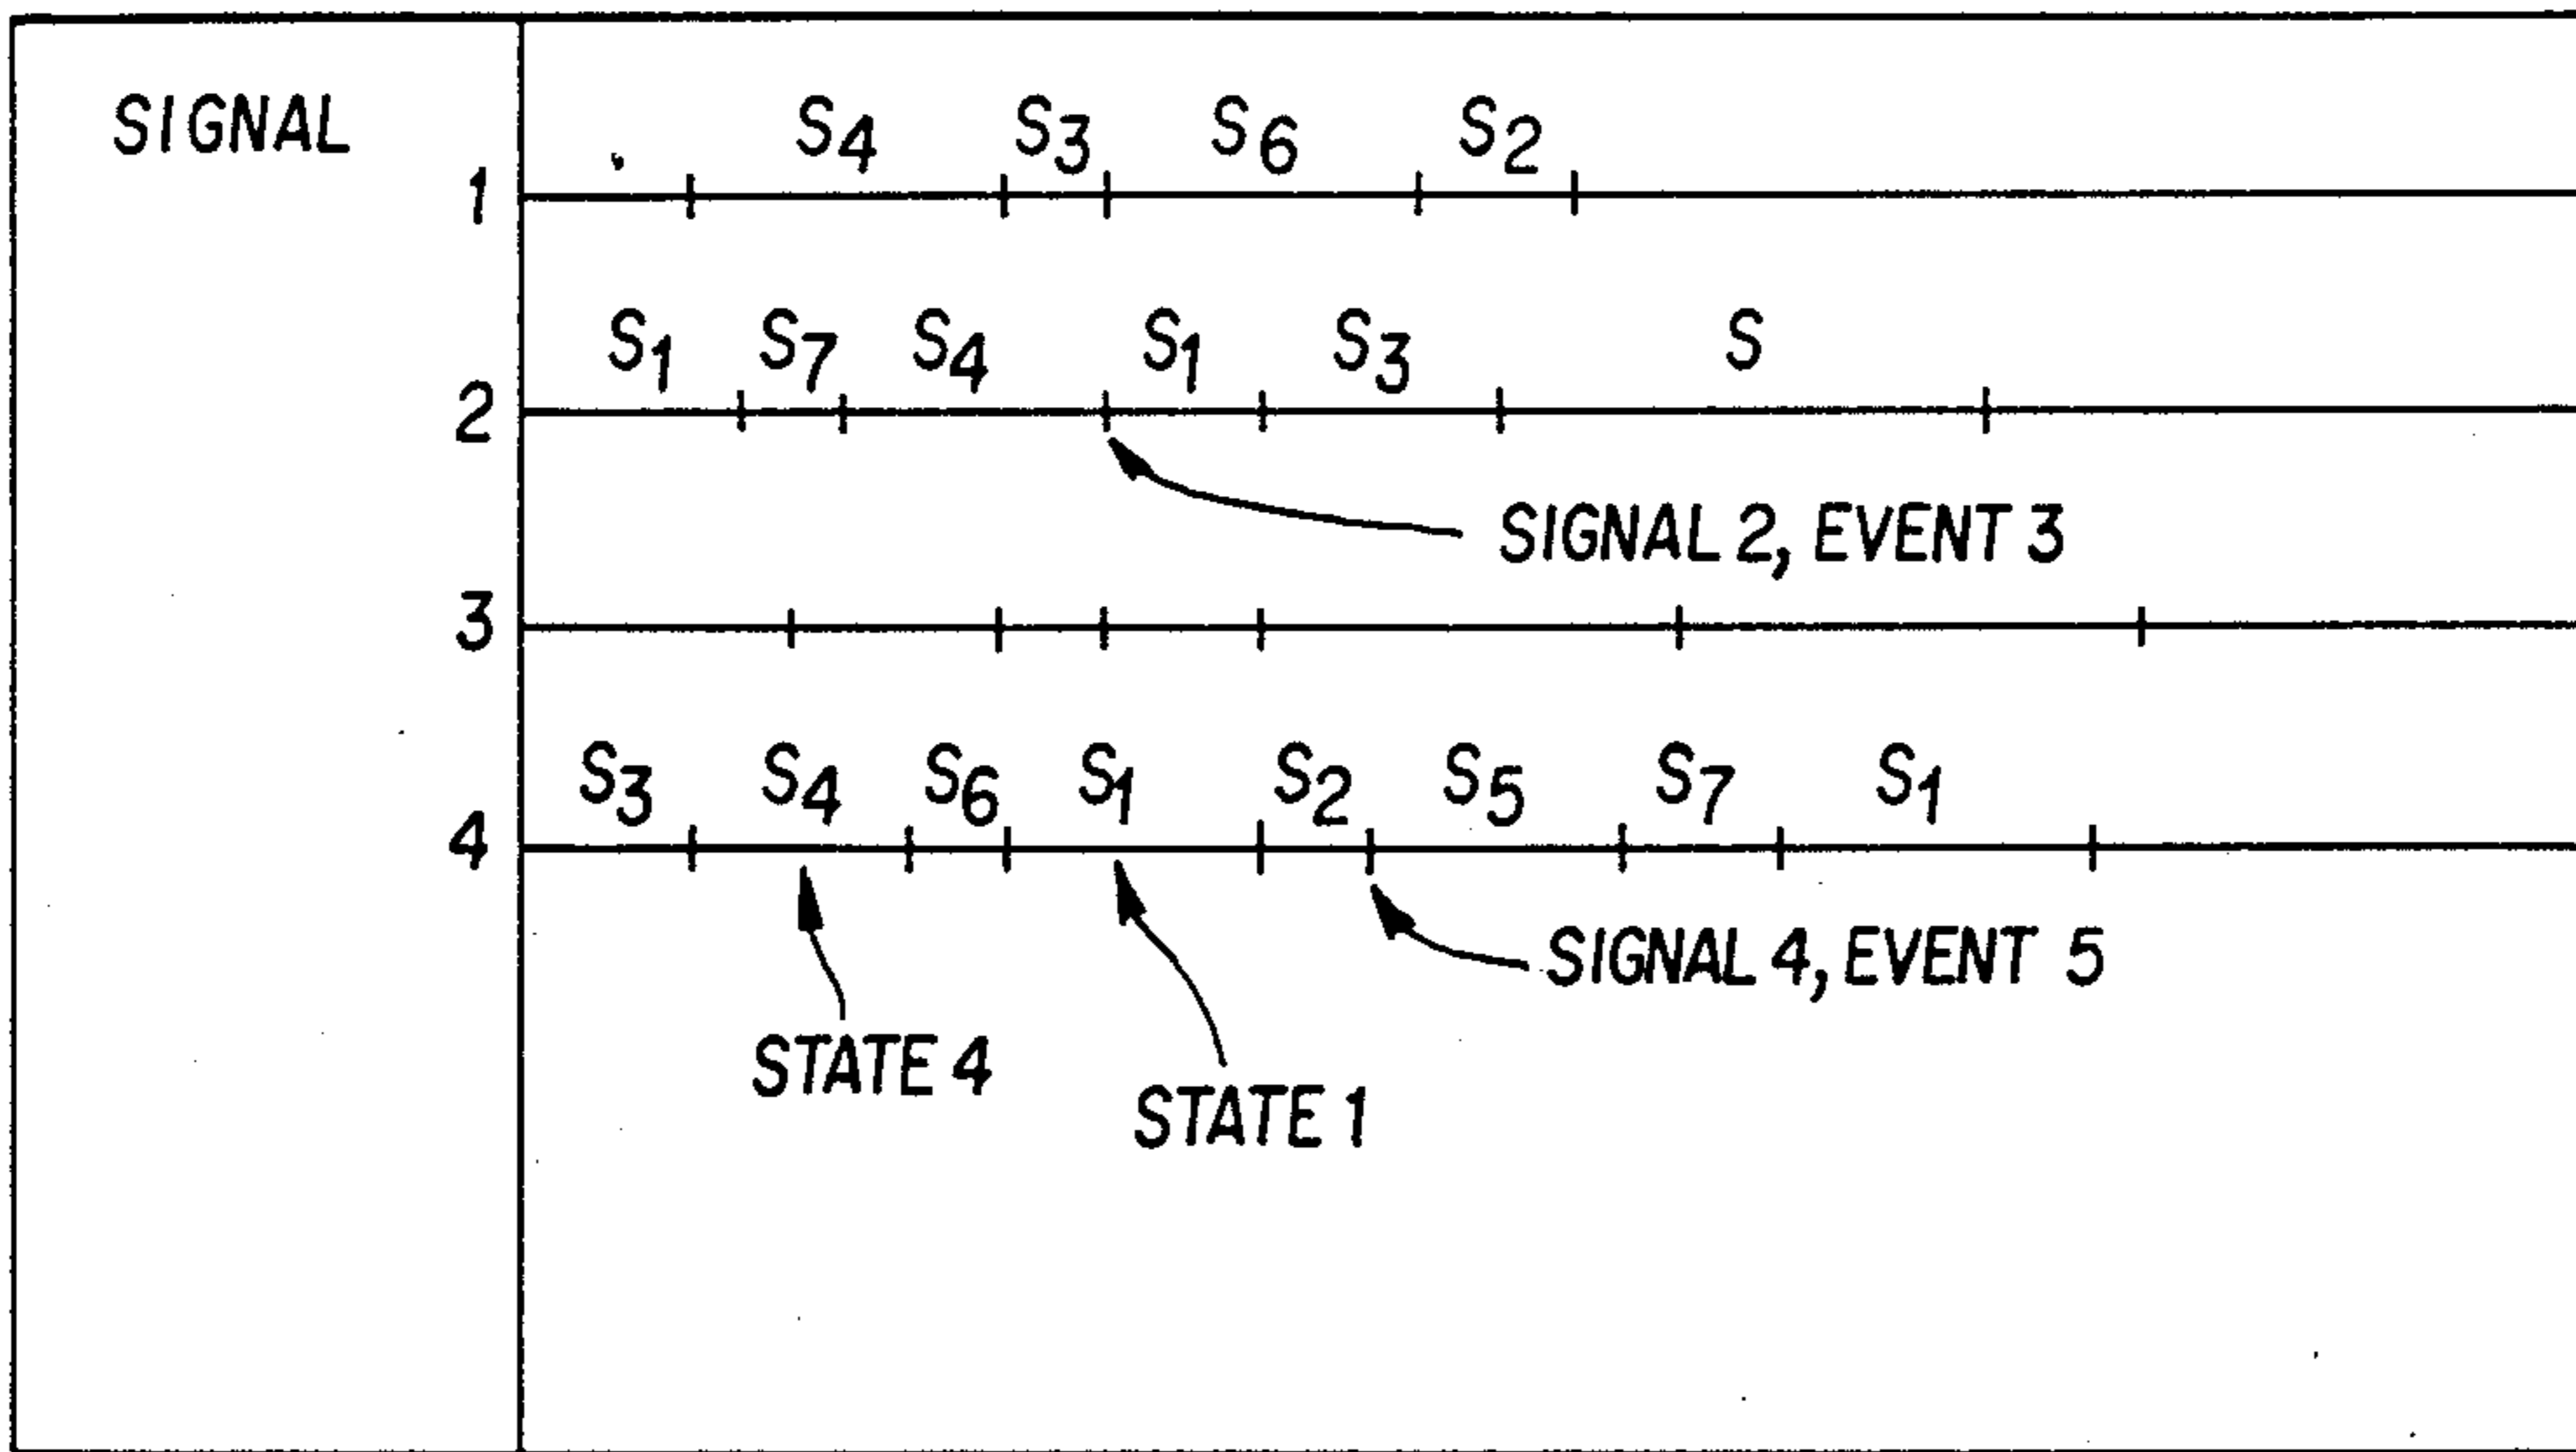 SIGNAL
S4 S3 S6 S2
1
S1 S7 S4 S1 S3 S
2
SIGNAL 2, EVENT 3
3
S3 S4 S6 S1 S2 S5 S7 S1
4
SIGNAL 4, EVENT 5
STATE 4
STATE 1